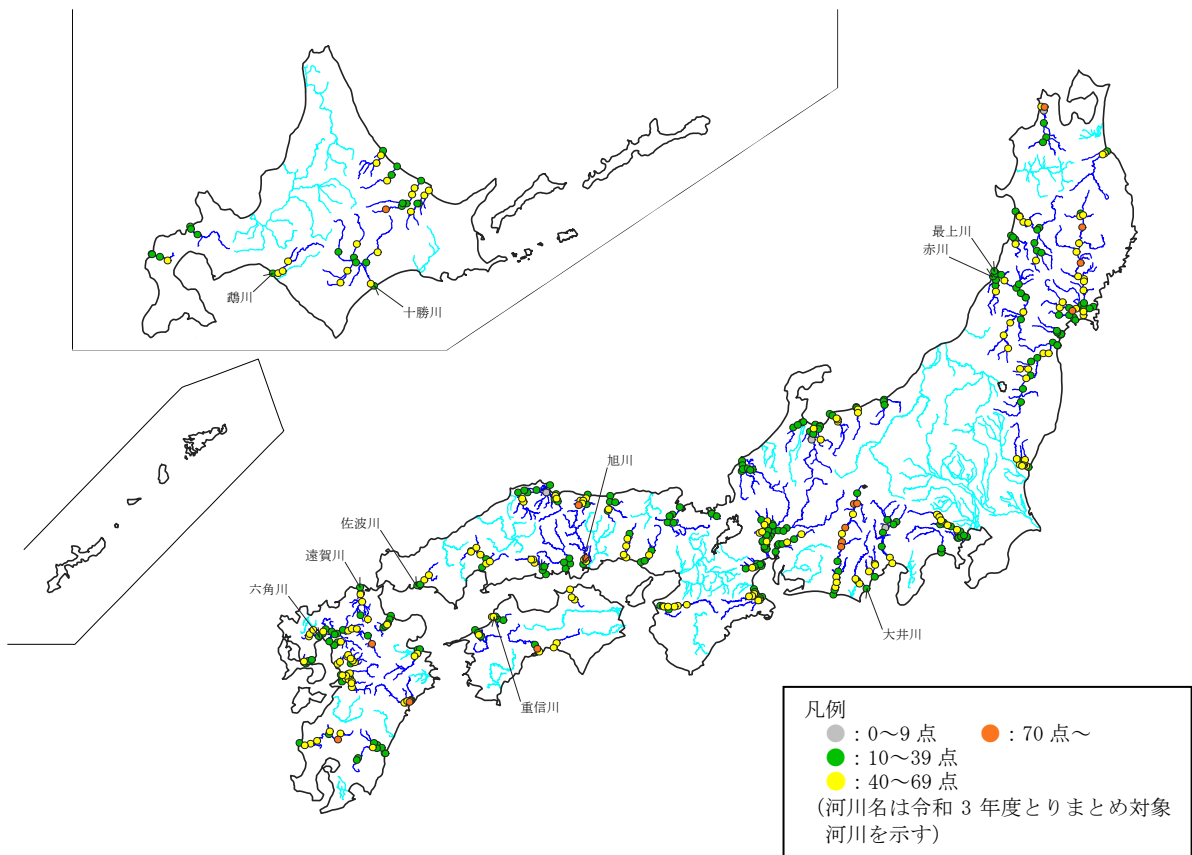 最上川
赤川
鵡川
十勝川
旭川
佐波川
遠賀川
六角川
大井川
重信川
凡例
: 0〜9 点 : 70 点〜
: 10〜39 点
: 40〜69 点
(河川名は令和 3 年度とりまとめ対象
河川を示す)